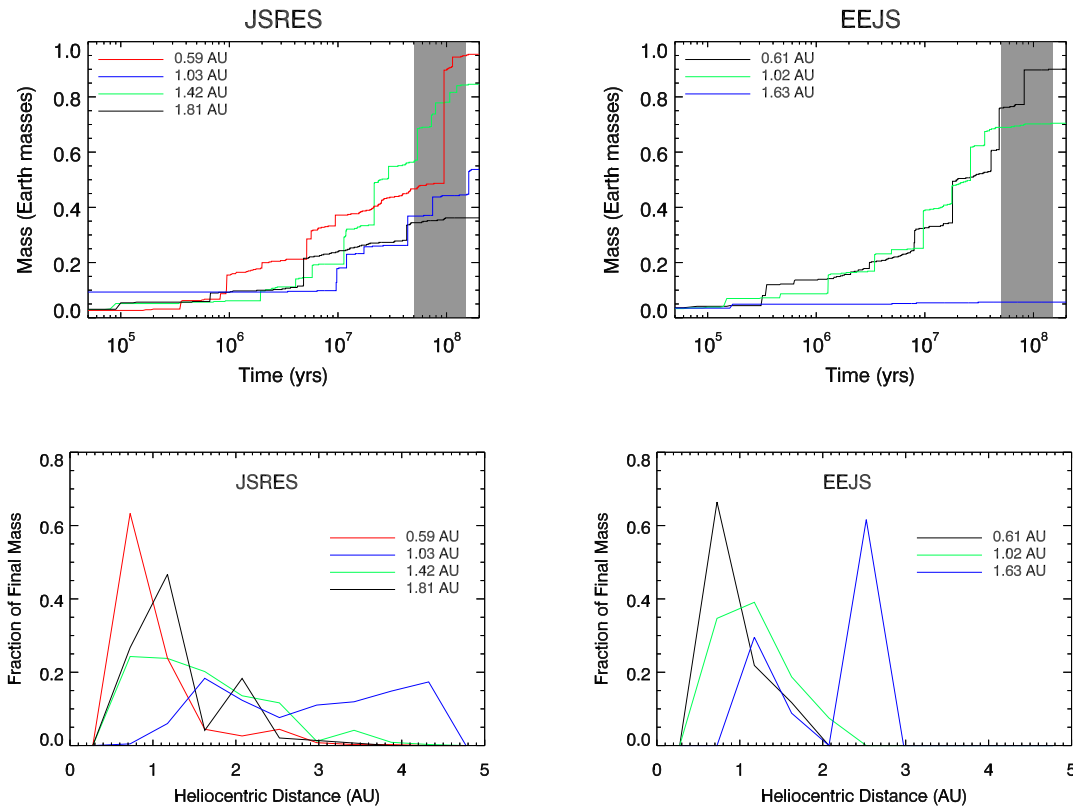 JSRES
1.0
0.8
0.6
0.4
0.2
0.0
Mass (Earth masses)
0.59 AU
1.03 AU
1.42 AU
1.81 AU
10^5
10^6
10^7
10^8
Time (yrs)
EEJS
1.0
0.8
0.6
0.4
0.2
0.0
Mass (Earth masses)
0.61 AU
1.02 AU
1.63 AU
10^5
10^6
10^7
10^8
Time (yrs)
JSRES
0.8
0.6
0.4
0.2
0.0
Fraction of Final Mass
0.59 AU
1.03 AU
1.42 AU
1.81 AU
0 1 2 3 4 5
Heliocentric Distance (AU)
EEJS
0.8
0.6
0.4
0.2
0.0
Fraction of Final Mass
0.61 AU
1.02 AU
1.63 AU
0 1 2 3 4 5
Heliocentric Distance (AU)